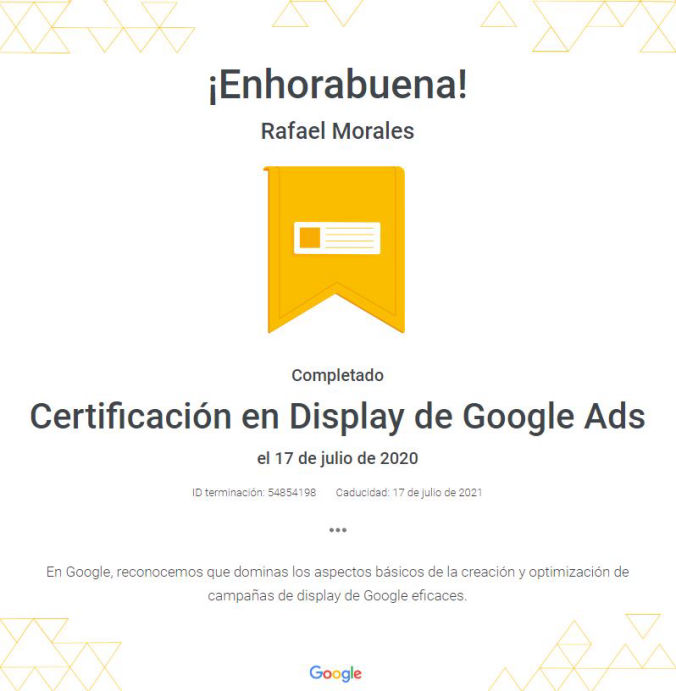 ¡Enhorabuena!
Rafael Morales
Completado
Certificación en Display de Google Ads
el 17 de julio de 2020
ID terminación: 54854198 Caducidad: 17 de julio de 2021
•••
En Google, reconocemos que dominas los aspectos básicos de la creación y optimización de
campañas de display de Google eficaces.
Google